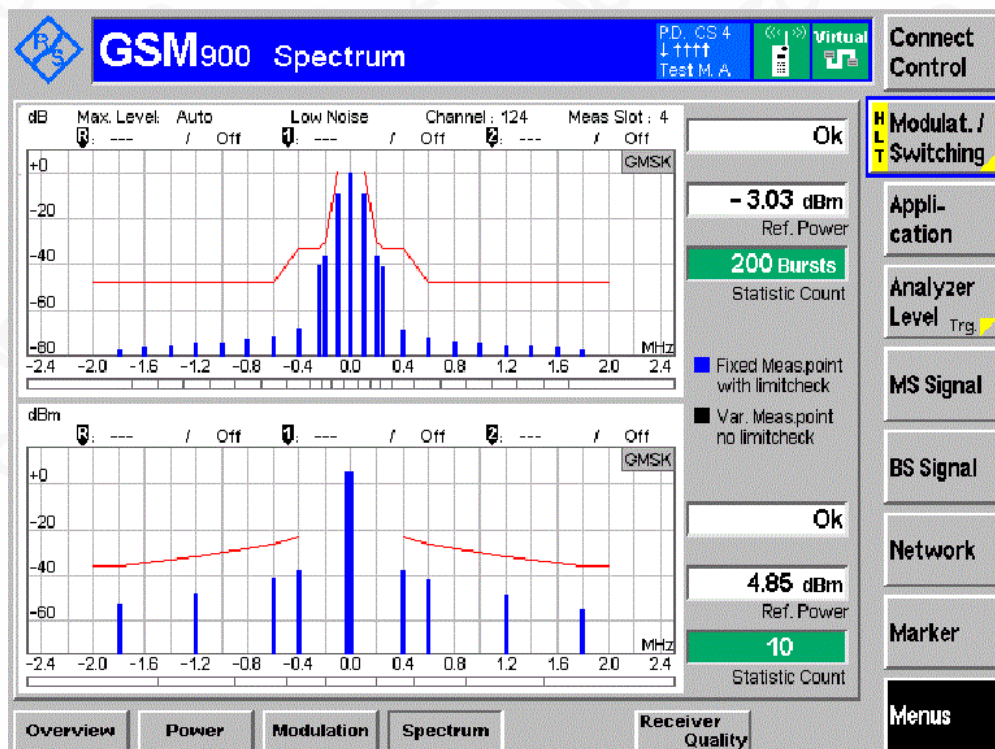 R/S
GSM900 Spectrum
P.D. CS 4
↓ ↑↑↑↑
Test M. A
Virtual
Connect
Control
dB Max. Level: Auto Low Noise Channel : 124 Meas Slot : 4
R: --- / Off 1: --- / Off 2: --- / Off
GMSK
+0
-20
-40
-60
-80
MHz
-2.4 -2.0 -1.6 -1.2 -0.8 -0.4 0.0 0.4 0.8 1.2 1.6 2.0 2.4
Ok
-3.03 dBm
Ref. Power
200 Bursts
Statistic Count
Fixed Meas.point
with limitcheck
Var. Meas.point
no limitcheck
dBm
R: --- / Off 1: --- / Off 2: --- / Off
GMSK
+0
-20
-40
-60
MHz
-2.4 -2.0 -1.6 -1.2 -0.8 -0.4 0.0 0.4 0.8 1.2 1.6 2.0 2.4
Ok
4.85 dBm
Ref. Power
10
Statistic Count
HLT
Modulat. /
Switching
Appli-
cation
Analyzer
Level Trg.
MS Signal
BS Signal
Network
Marker
Menus
Overview
Power
Modulation
Spectrum
Receiver
Quality